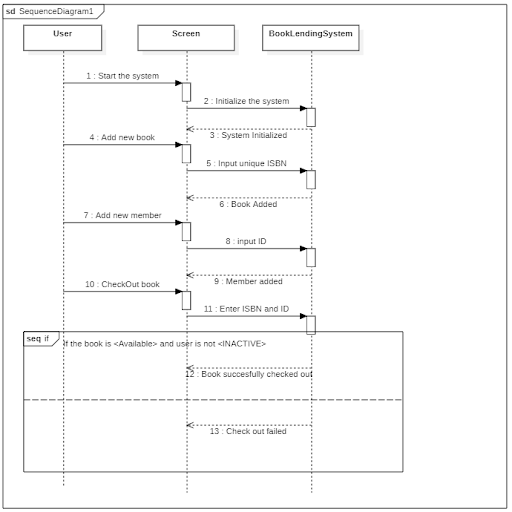 sd SequenceDiagram1
User
Screen
BookLendingSystem
1 : Start the system
2 : Initialize the system
3 : System Initialized
4 : Add new book
5 : Input unique ISBN
6 : Book Added
7 : Add new member
8 : input ID
9 : Member added
10 : CheckOut book
11 : Enter ISBN and ID
seq if
If the book is <Available> and user is not <INACTIVE>
12 : Book succesfully checked out
13 : Check out failed